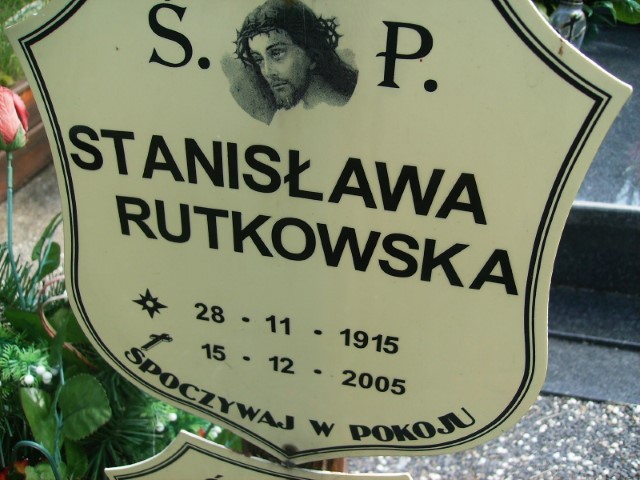 Ś. P.
STANISŁAWA
RUTKOWSKA
28 - 11 - 1915
15 - 12 - 2005
SPOCZYWAJ W POKOJU